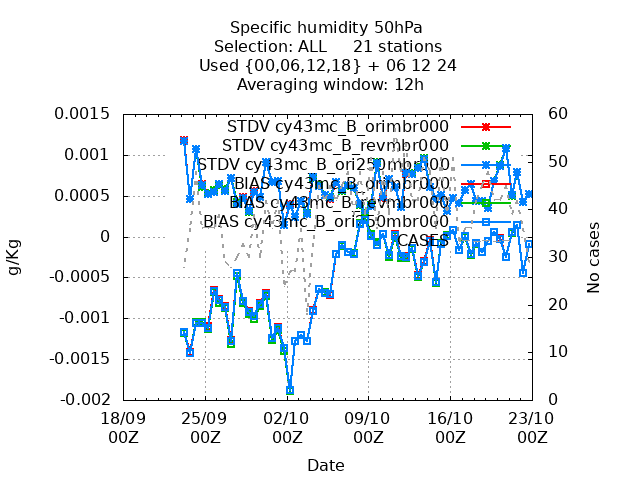 Specific humidity 50hPa
Selection: ALL 21 stations
Used {00,06,12,18} + 06 12 24
Averaging window: 12h
0.0015 60
STDV cy43mc_B_orimbr000
STDV cy43mc_B_revmbr000
0.001 50
STDV cy43mc_B_ori250mbr000
BIAS cy43mc_B_orimbr000
0.0005 40
BIAS cy43mc_B_revmbr000
BIAS cy43mc_B_ori250mbr000
0 CASES
g/Kg
-0.0005 30
No cases
-0.001 20
-0.0015 10
-0.002 0
18/09 25/09 02/10 09/10 16/10 23/10
00Z 00Z 00Z 00Z 00Z 00Z
Date